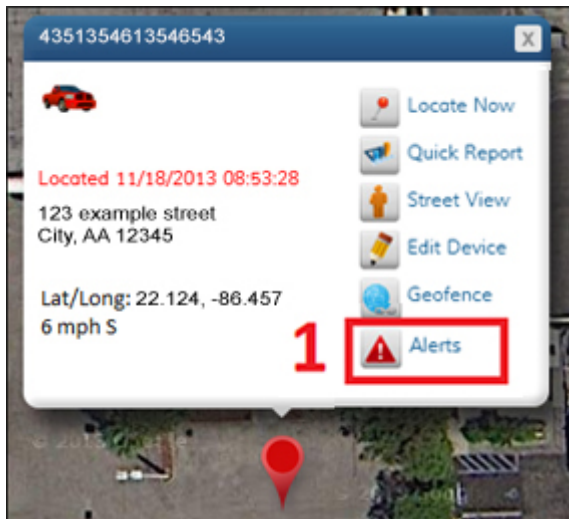 4351354613546543
X
Locate Now
Quick Report
Located 11/18/2013 08:53:28
Street View
123 example street
City, AA 12345
Edit Device
Lat/Long: 22.124, -86.457
Geofence
6 mph S
1
Alerts